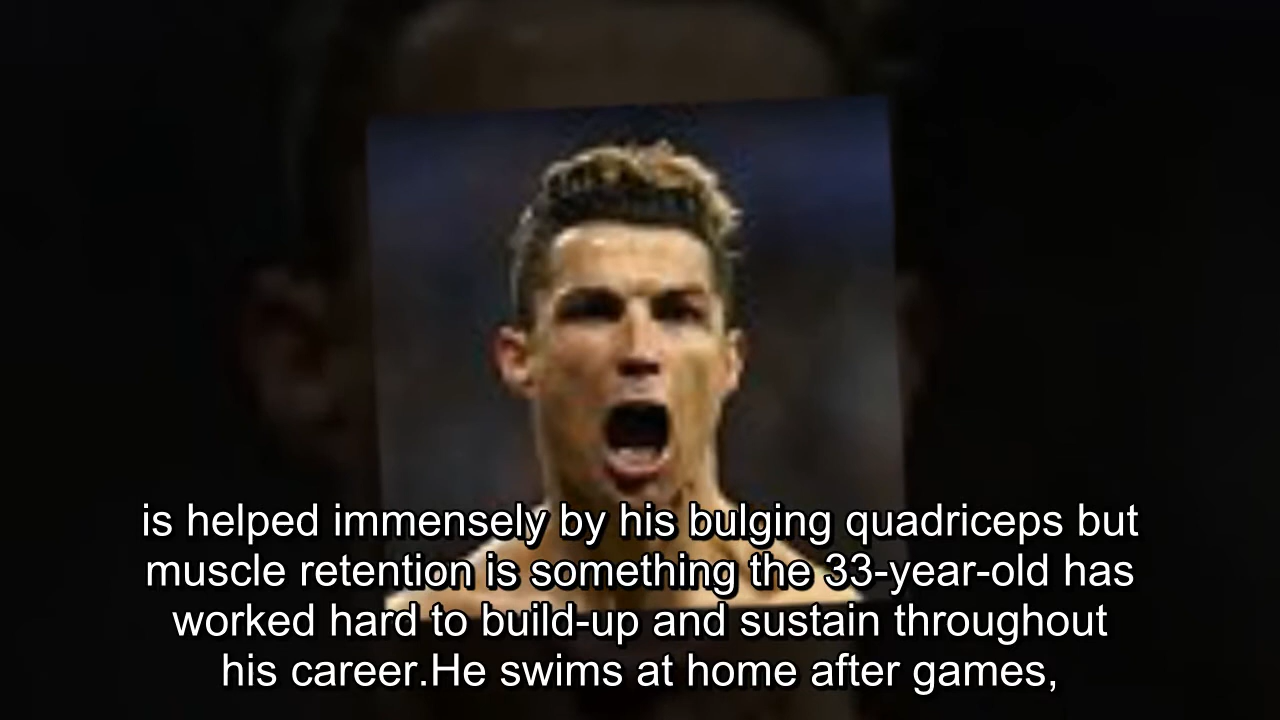 is helped immensely by his bulging quadriceps but
muscle retention is something the 33-year-old has
worked hard to build-up and sustain throughout
his career.He swims at home after games,